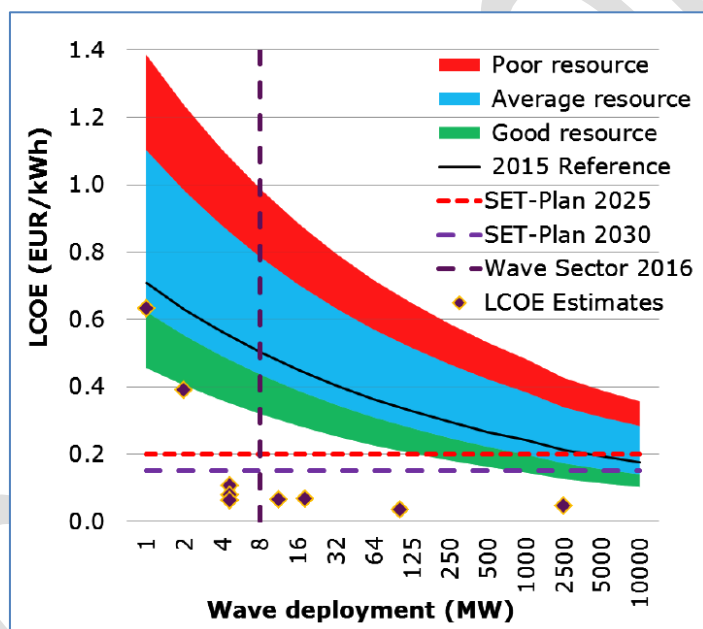 1.4
1.2
1.0
0.8
0.6
0.4
0.2
0.0
LCOE (EUR/kWh)
Poor resource
Average resource
Good resource
2015 Reference
SET-Plan 2025
SET-Plan 2030
Wave Sector 2016
LCOE Estimates
1 2 4 8 16 32 64 125 250 500 1000 2500 5000 10000
Wave deployment (MW)